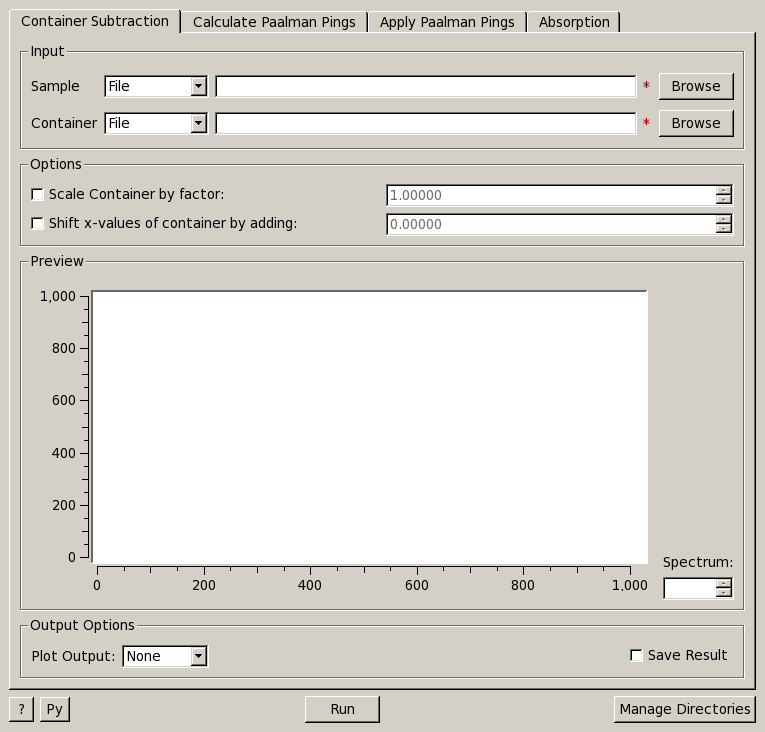 Container Subtraction Calculate Paalman Pings Apply Paalman Pings Absorption
Input
Sample File * Browse
Container File * Browse
Options
Scale Container by factor: 1.00000
Shift x-values of container by adding: 0.00000
Preview
1,000
800
600
400
200
0
0 200 400 600 800 1,000
Spectrum:
Output Options
Plot Output: None Save Result
? Py Run Manage Directories